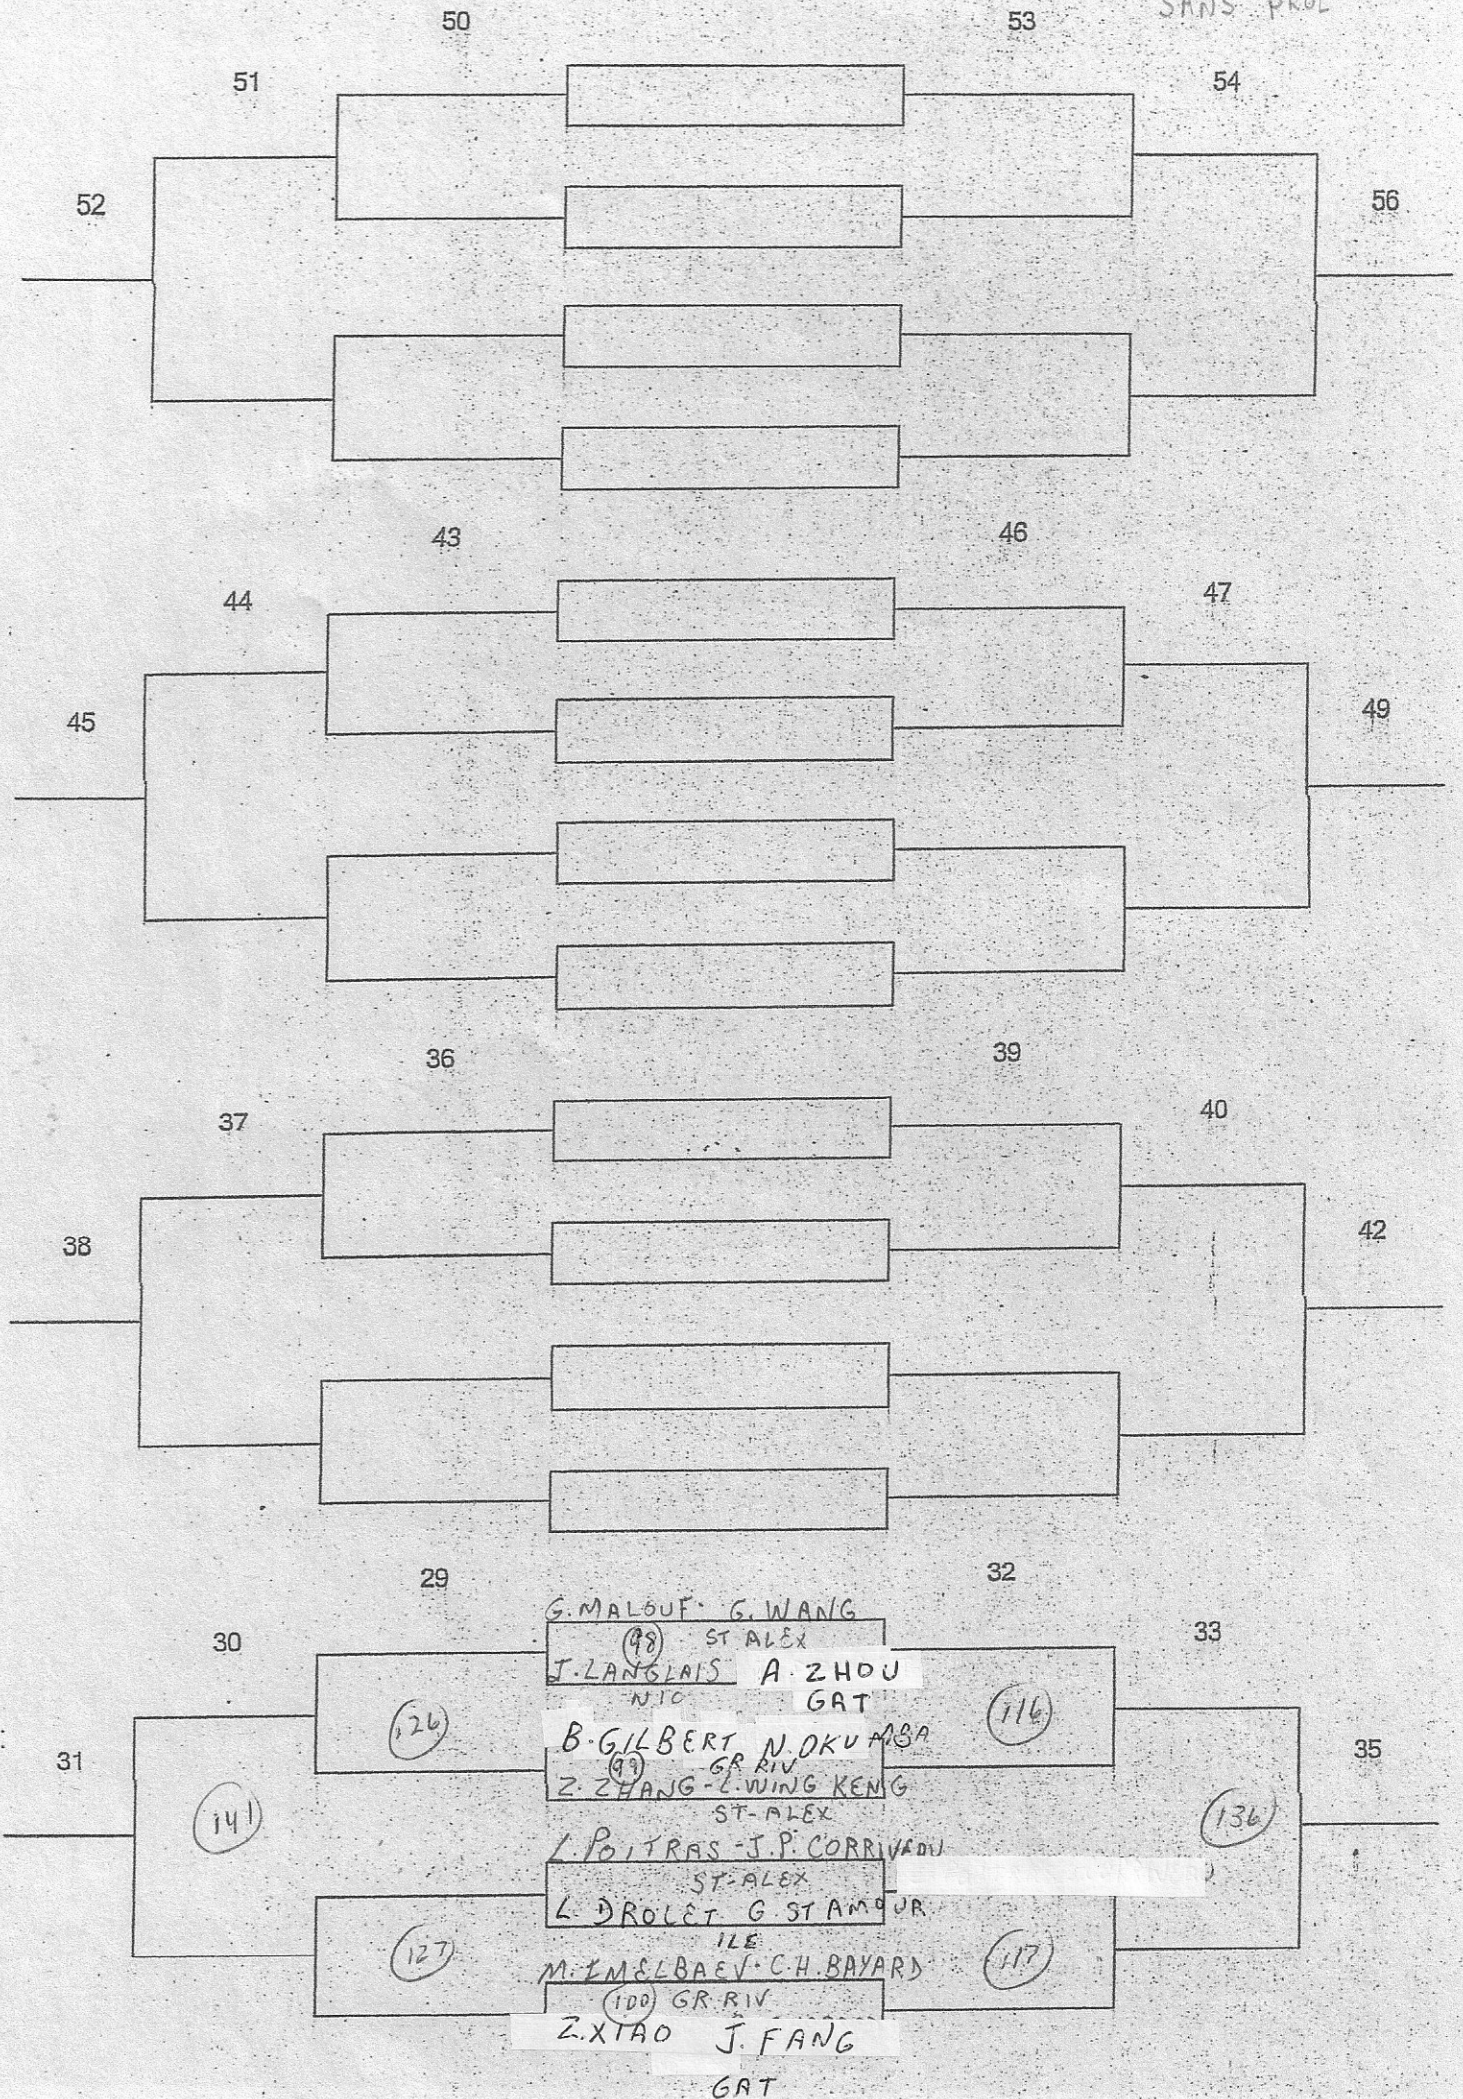 SANS PROL
50 53
51 54
52 56
43 46
44 47
45 49
36 39
37 40
38 42
29 32
G. MALOUF - G. WANG
30 98 ST ALEX 33
J. LANGLAIS A. ZHOU
NIC GAT
126 116
B. GILBERT N. OKUMBA
31 99 GR RIV 35
Z. ZHANG - L. WING KENG
ST-ALEX
141 136
L. POITRAS - J.P. CORRIVEAU
ST-ALEX
L. DROLET G. ST AMOUR
ILE
127 117
M. IMELBAEV - C.H. BAYARD
100 GR RIV
Z. XIAO J. FANG
GAT